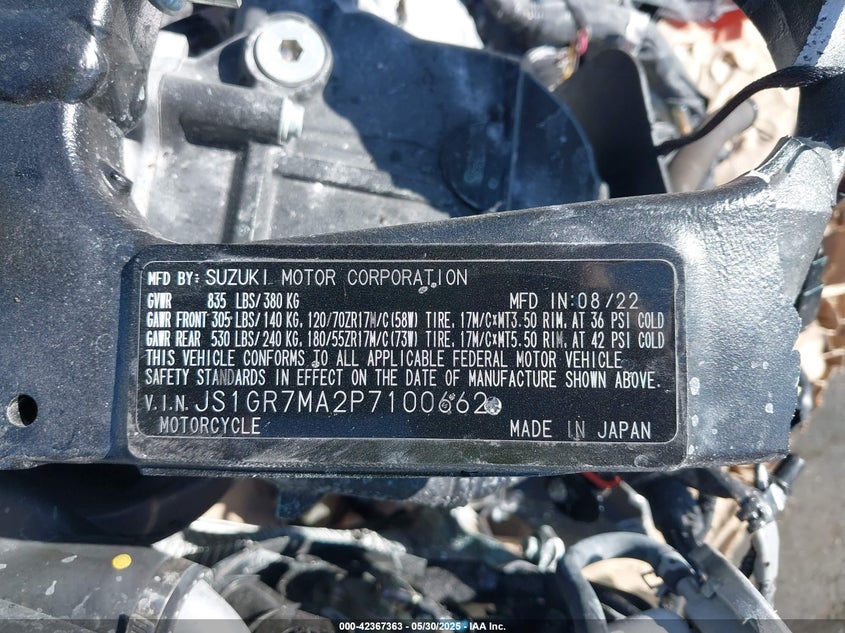 MFD BY: SUZUKI MOTOR CORPORATION
GVWR 835 LBS/380 KG MFD IN:08/22
GAWR FRONT 305 LBS/140 KG, 120/70ZR17M/C(58W) TIRE, 17M/C×MT3.50 RIM, AT 36 PSI COLD
GAWR REAR 530 LBS/240 KG, 180/55ZR17M/C(73W) TIRE, 17M/C×MT5.50 RIM, AT 42 PSI COLD
THIS VEHICLE CONFORMS TO ALL APPLICABLE FEDERAL MOTOR VEHICLE
SAFETY STANDARDS IN EFFECT ON THE DATE OF MANUFACTURE SHOWN ABOVE.
V.I.N. JS1GR7MA2P7100662
MOTORCYCLE MADE IN JAPAN
000-42367363 - 05/30/2025 - IAA Inc.